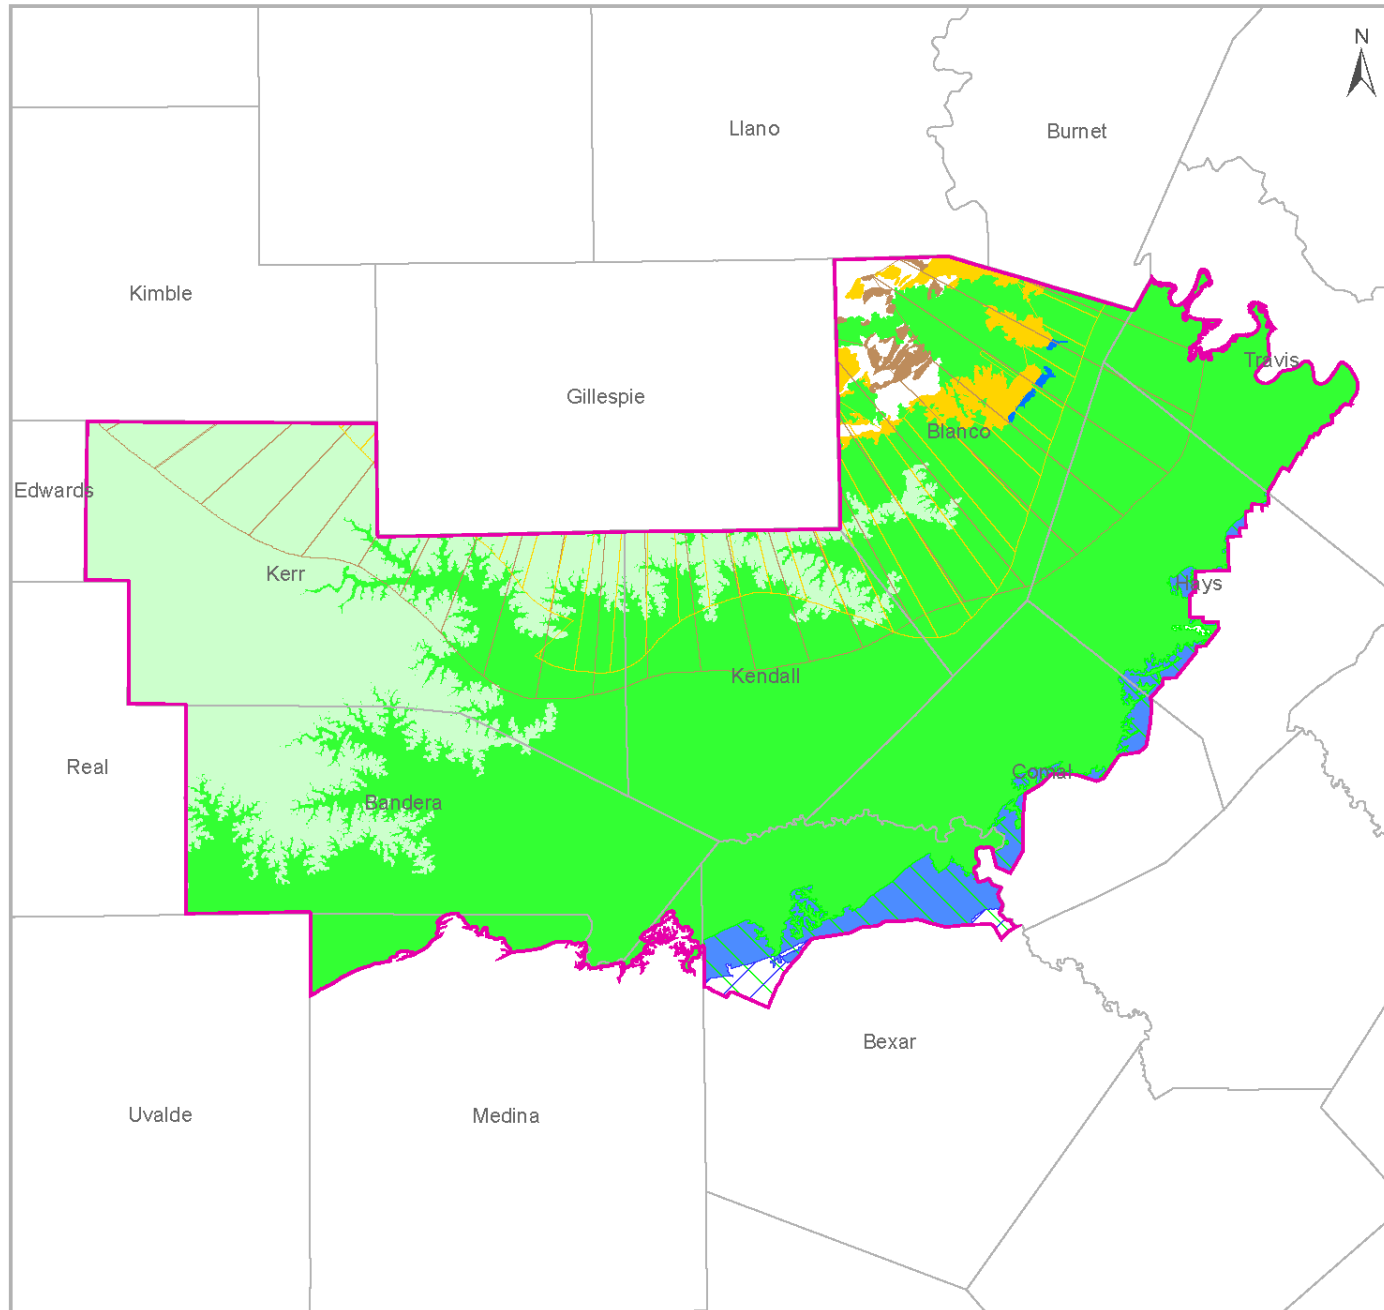 N
Llano
Burnet
Kimble
Travis
Gillespie
Blanco
Edwards
Kerr
Hays
Kendall
Real
Comal
Bandera
Bexar
Uvalde
Medina